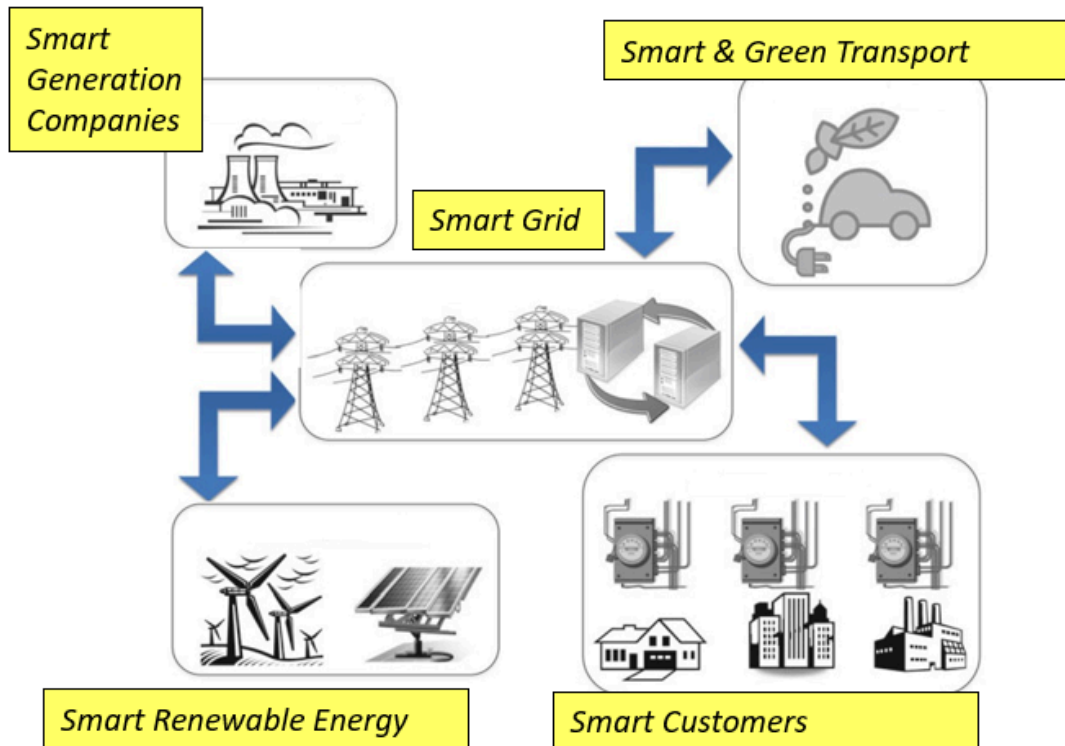 Smart
Generation
Companies
Smart & Green Transport
Smart Grid
Smart Renewable Energy
Smart Customers